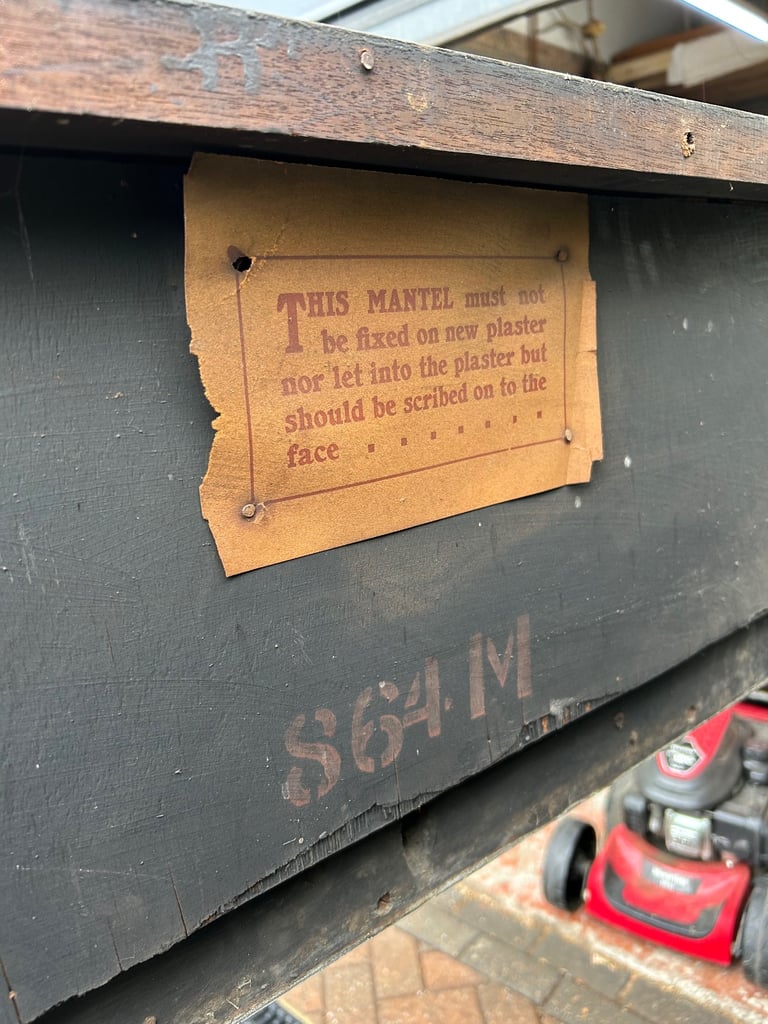 THIS MANTEL must not
be fixed on new plaster
nor let into the plaster but
should be scribed on to the
face . . . . . . .
S64.M